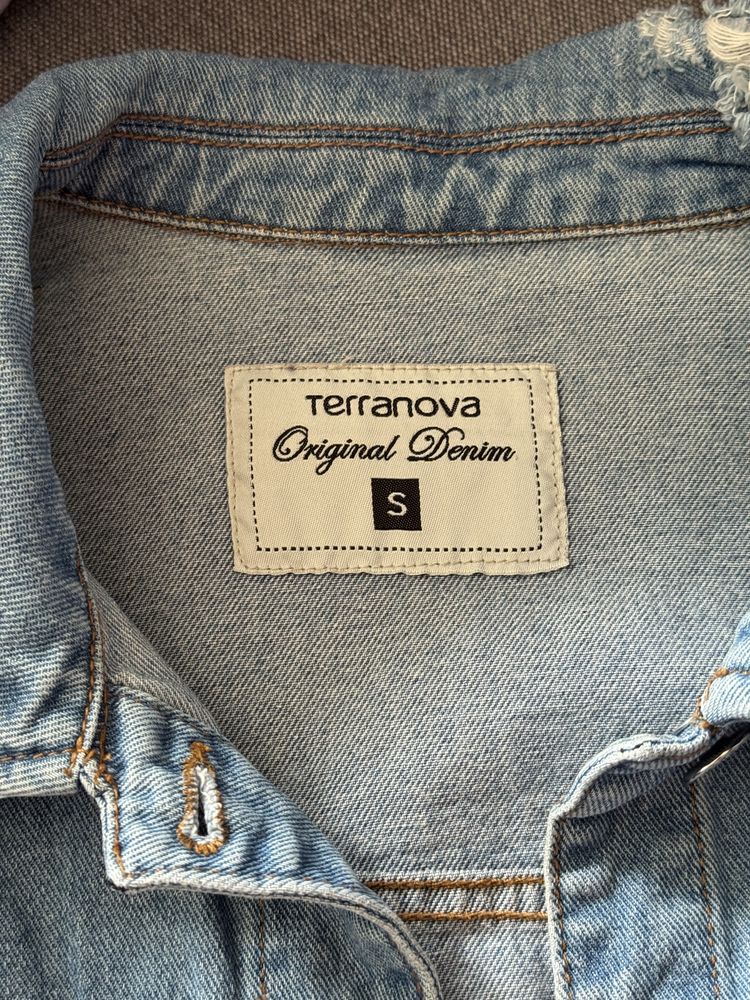 Terranova
Original Denim
S